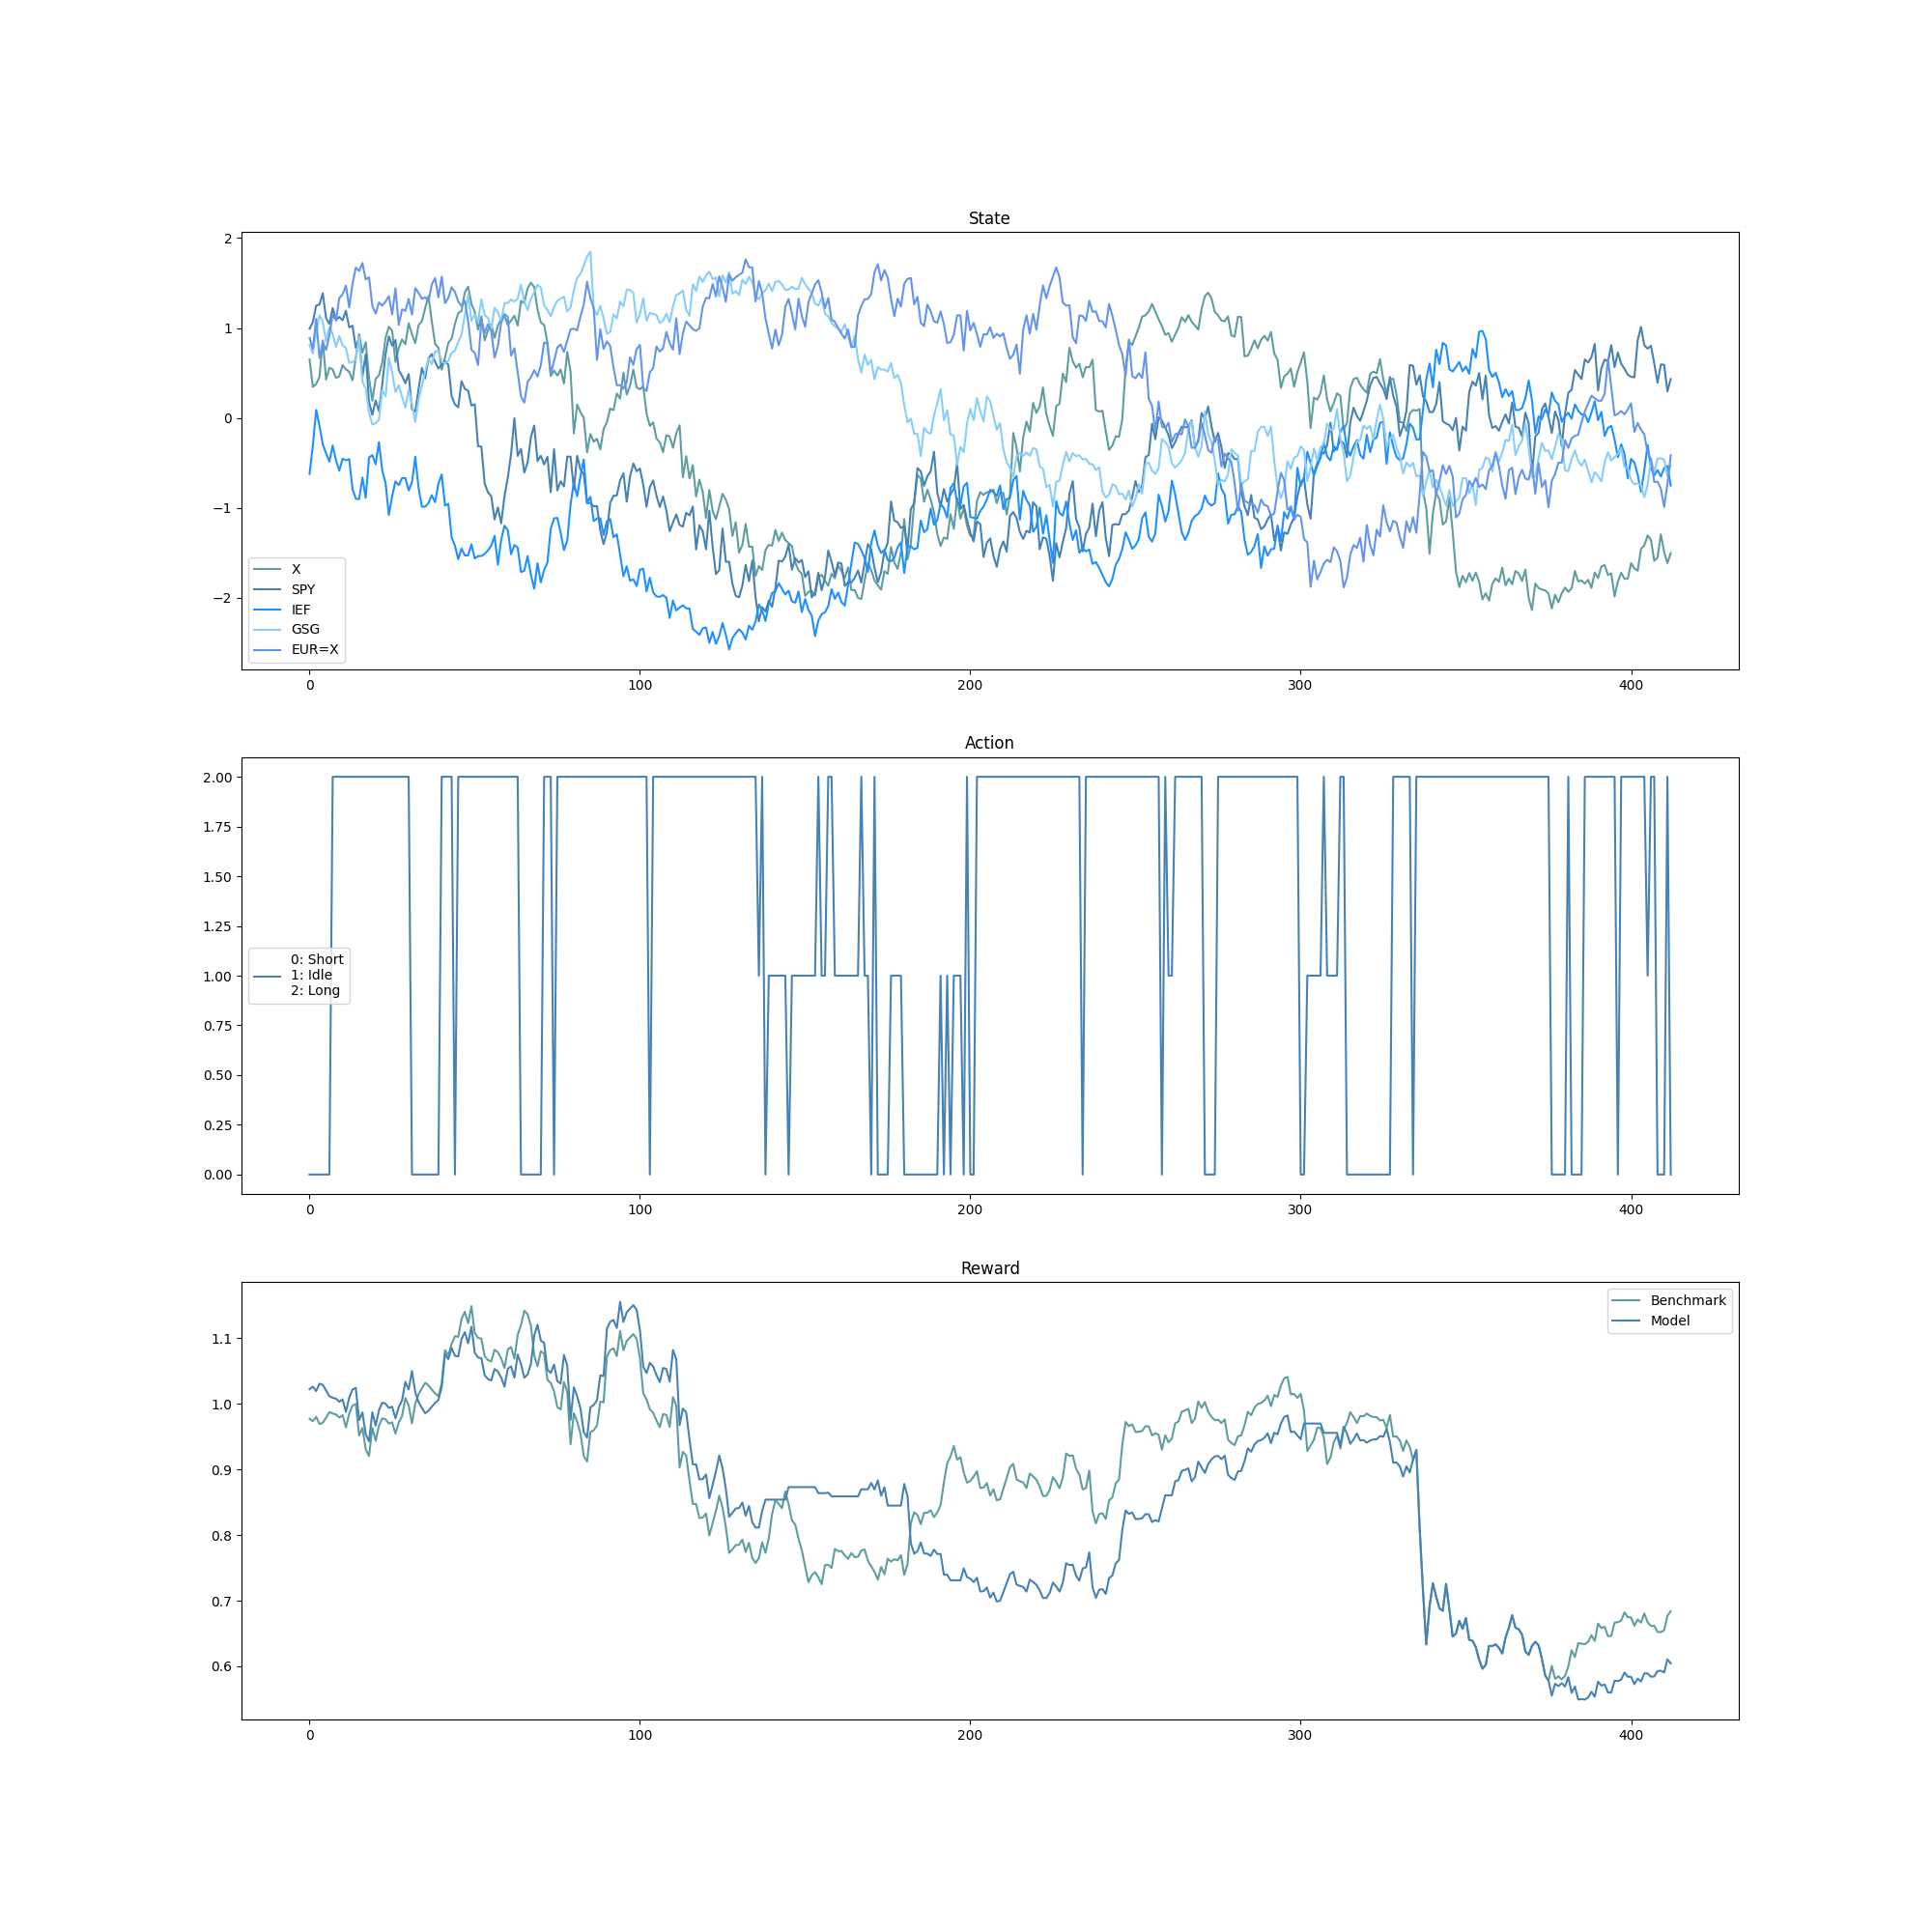 State
2
1
0
−1
−2
X
SPY
IEF
GSG
EUR=X
0 100 200 300 400
Action
2.00
1.75
1.50
1.25
1.00
0.75
0.50
0.25
0.00
0: Short
1: Idle
2: Long
0 100 200 300 400
Reward
Benchmark
Model
1.1
1.0
0.9
0.8
0.7
0.6
0 100 200 300 400